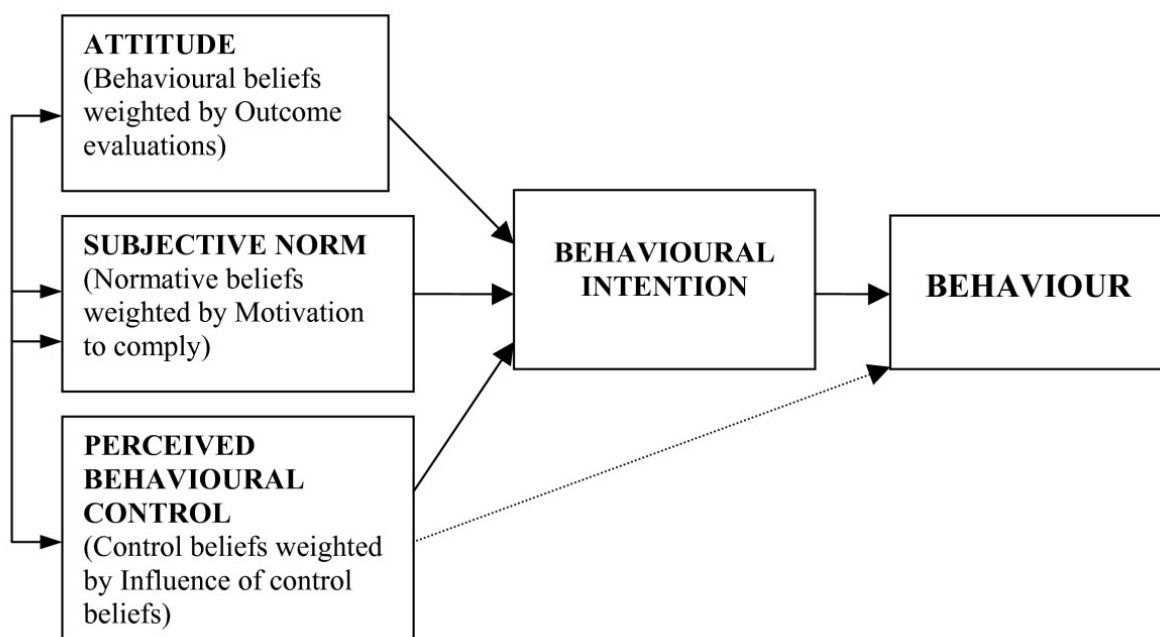 ATTITUDE
(Behavioural beliefs
weighted by Outcome
evaluations)
SUBJECTIVE NORM
(Normative beliefs
weighted by Motivation
to comply)
PERCEIVED
BEHAVIOURAL
CONTROL
(Control beliefs weighted
by Influence of control
beliefs)
BEHAVIOURAL
INTENTION
BEHAVIOUR